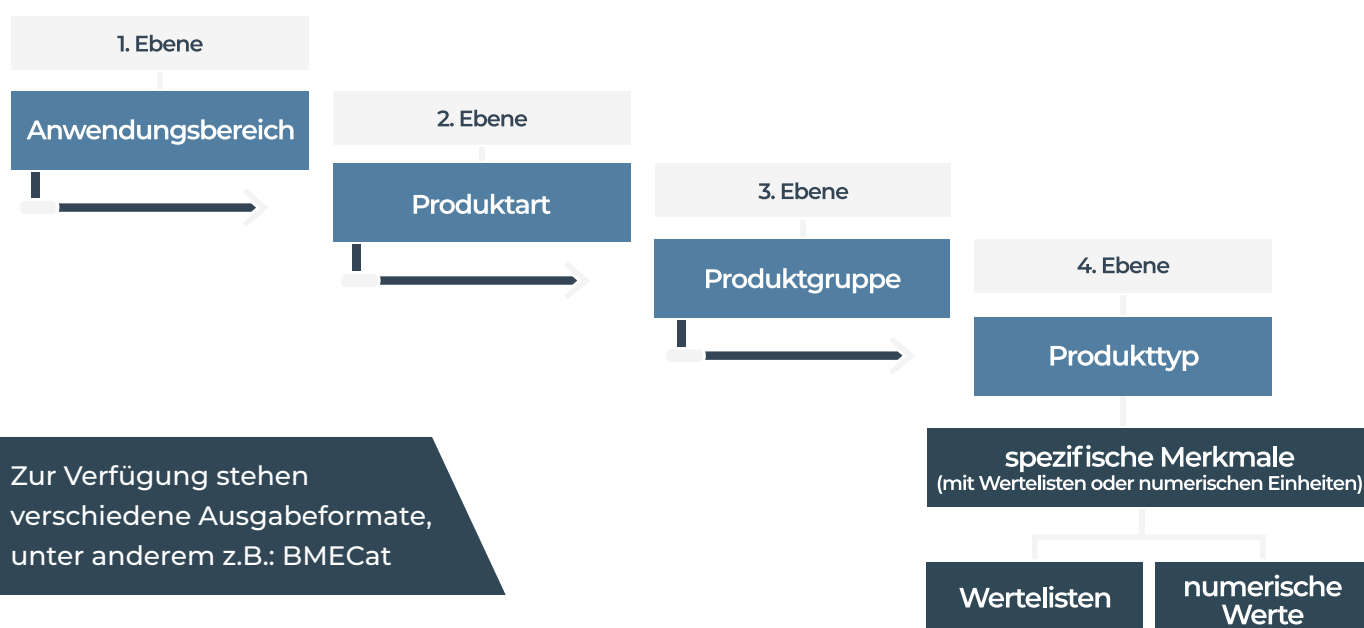 1. Ebene
Anwendungsbereich
2. Ebene
Produktart
3. Ebene
Produktgruppe
4. Ebene
Produkttyp
spezifische Merkmale
(mit Wertelisten oder numerischen Einheiten)
Wertelisten
numerische
Werte
Zur Verfügung stehen
verschiedene Ausgabeformate,
unter anderem z.B.: BMECat